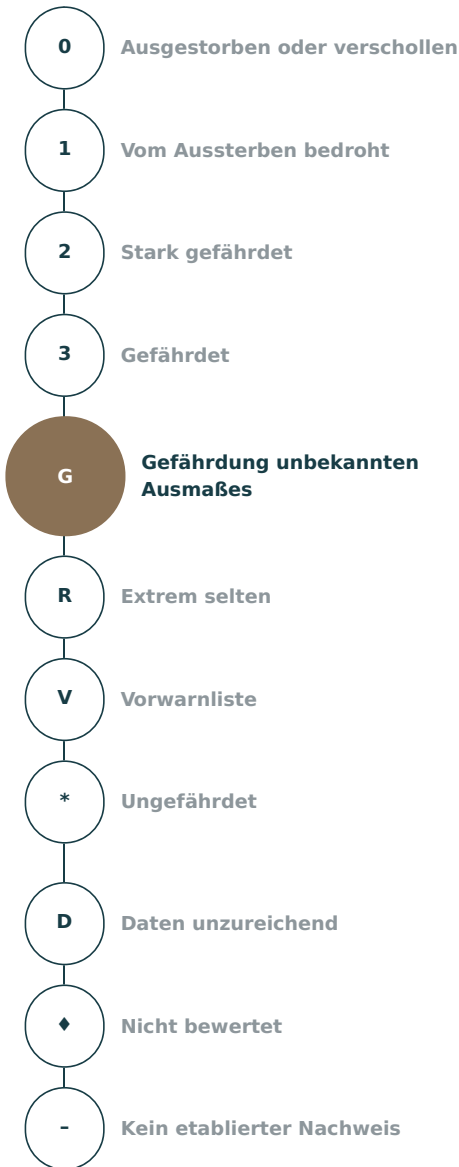 0 Ausgestorben oder verschollen
1 Vom Aussterben bedroht
2 Stark gefährdet
3 Gefährdet
G Gefährdung unbekannten
Ausmaßes
R Extrem selten
V Vorwarnliste
* Ungefährdet
D Daten unzureichend
♦ Nicht bewertet
– Kein etablierter Nachweis